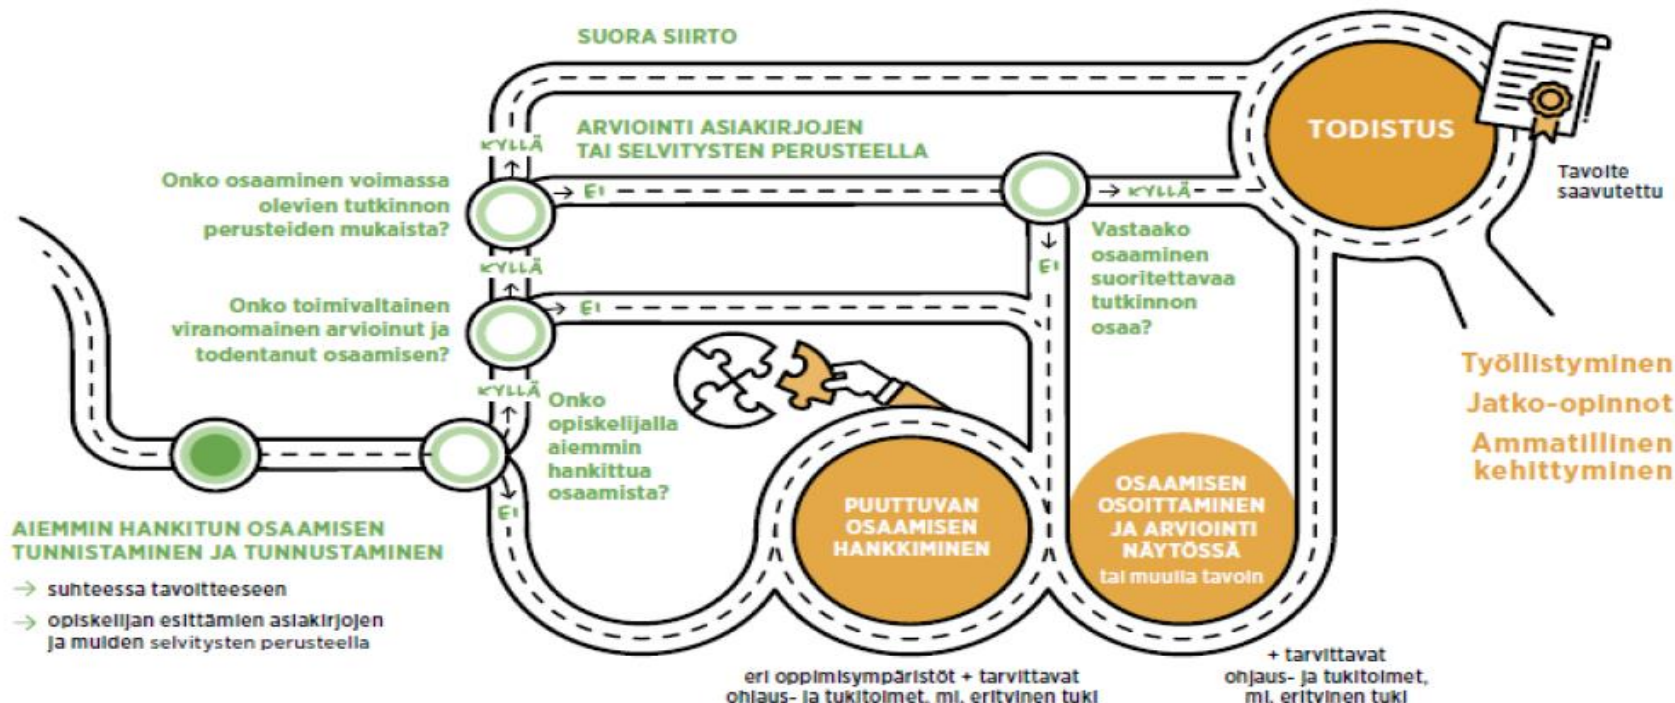 SUORA SIIRTO
ARVIOINTI ASIAKIRJOJEN
TAI SELVITYSTEN PERUSTEELLA
KYLLÄ
Onko osaaminen voimassa
olevien tutkinnon
perusteiden mukaista?
→ EI
→ KYLLÄ
TODISTUS
Tavoite
saavutettu
Vastaako
osaaminen
suoritettavaa
tutkinnon
osaa?
EI
KYLLÄ
Onko toimivaltainen
viranomainen arvioinut ja
todentanut osaamisen?
→ EI
KYLLÄ
Onko
opiskelijalla
aiemmin
hankittua
osaamista?
EI
Työllistyminen
Jatko-opinnot
Ammatillinen
kehittyminen
AIEMMIN HANKITUN OSAAMISEN
TUNNISTAMINEN JA TUNNUSTAMINEN
→ suhteessa tavoitteeseen
→ opiskelijan esittämien asiakirjojen
ja muiden selvitysten perusteella
PUUTTUVAN
OSAAMISEN
HANKKIMINEN
OSAAMISEN
OSOITTAMINEN
JA ARVIOINTI
NÄYTÖSSÄ
tai muulla tavoin
eri oppimisympäristöt + tarvittavat
ohjaus- ja tukitoimet, ml. erityinen tuki
+ tarvittavat
ohjaus- ja tukitoimet,
ml. erityinen tuki